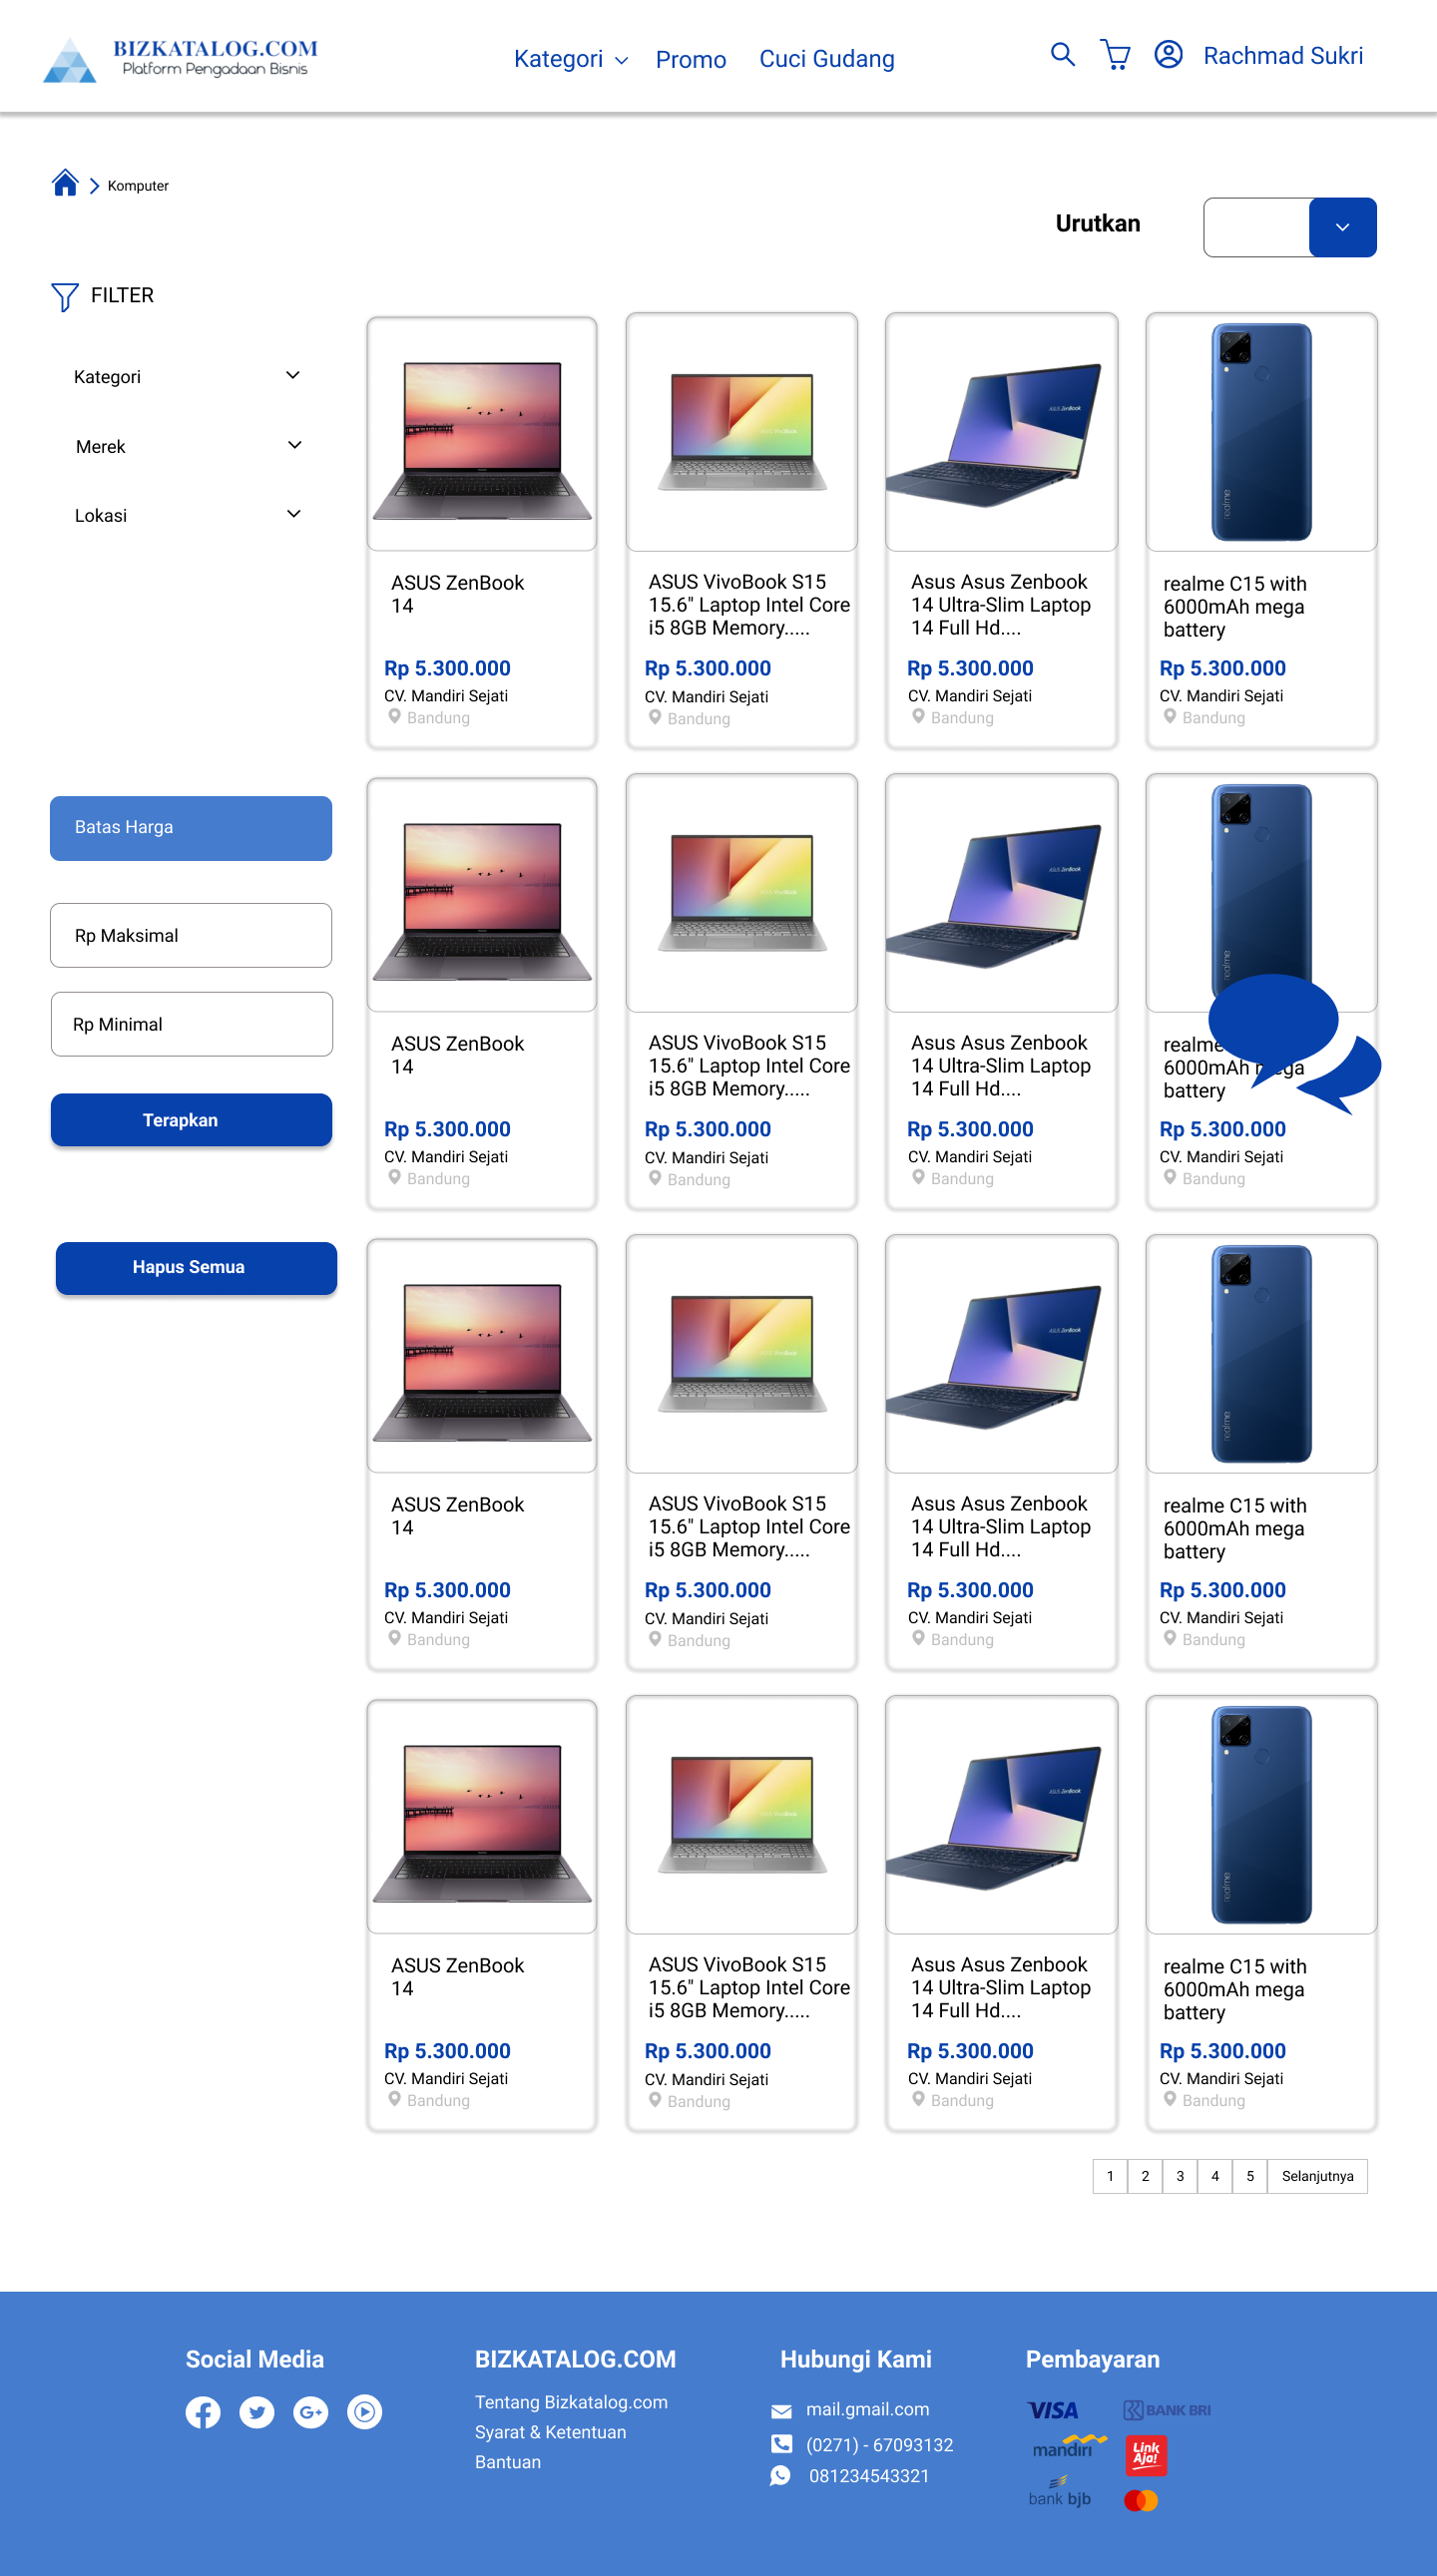 BIZKATALOG.COM
Platform Pengadaan Bisnis
Kategori
Promo
Cuci Gudang
Rachmad Sukri
Komputer
Urutkan
FILTER
Kategori
Merek
Lokasi
Batas Harga
Rp Maksimal
Rp Minimal
Terapkan
Hapus Semua
ASUS ZenBook
14
Rp 5.300.000
CV. Mandiri Sejati
Bandung
ASUS VivoBook S15
15.6" Laptop Intel Core
i5 8GB Memory.....
Rp 5.300.000
CV. Mandiri Sejati
Bandung
ASUS ZenBook
Asus Asus Zenbook
14 Ultra-Slim Laptop
14 Full Hd....
Rp 5.300.000
CV. Mandiri Sejati
Bandung
realme
realme C15 with
6000mAh mega
battery
Rp 5.300.000
CV. Mandiri Sejati
Bandung
ASUS ZenBook
14
Rp 5.300.000
CV. Mandiri Sejati
Bandung
ASUS VivoBook S15
15.6" Laptop Intel Core
i5 8GB Memory.....
Rp 5.300.000
CV. Mandiri Sejati
Bandung
ASUS ZenBook
Asus Asus Zenbook
14 Ultra-Slim Laptop
14 Full Hd....
Rp 5.300.000
CV. Mandiri Sejati
Bandung
realme
realme
6000mAh mega
battery
Rp 5.300.000
CV. Mandiri Sejati
Bandung
ASUS ZenBook
14
Rp 5.300.000
CV. Mandiri Sejati
Bandung
ASUS VivoBook S15
15.6" Laptop Intel Core
i5 8GB Memory.....
Rp 5.300.000
CV. Mandiri Sejati
Bandung
ASUS ZenBook
Asus Asus Zenbook
14 Ultra-Slim Laptop
14 Full Hd....
Rp 5.300.000
CV. Mandiri Sejati
Bandung
realme
realme C15 with
6000mAh mega
battery
Rp 5.300.000
CV. Mandiri Sejati
Bandung
ASUS ZenBook
14
Rp 5.300.000
CV. Mandiri Sejati
Bandung
ASUS VivoBook S15
15.6" Laptop Intel Core
i5 8GB Memory.....
Rp 5.300.000
CV. Mandiri Sejati
Bandung
ASUS ZenBook
Asus Asus Zenbook
14 Ultra-Slim Laptop
14 Full Hd....
Rp 5.300.000
CV. Mandiri Sejati
Bandung
realme
realme C15 with
6000mAh mega
battery
Rp 5.300.000
CV. Mandiri Sejati
Bandung
1 2 3 4 5 Selanjutnya
Social Media
G+
BIZKATALOG.COM
Tentang Bizkatalog.com
Syarat & Ketentuan
Bantuan
Hubungi Kami
mail.gmail.com
(0271) - 67093132
081234543321
Pembayaran
VISA
BANK BRI
mandiri
Link
Aja!
bank bjb